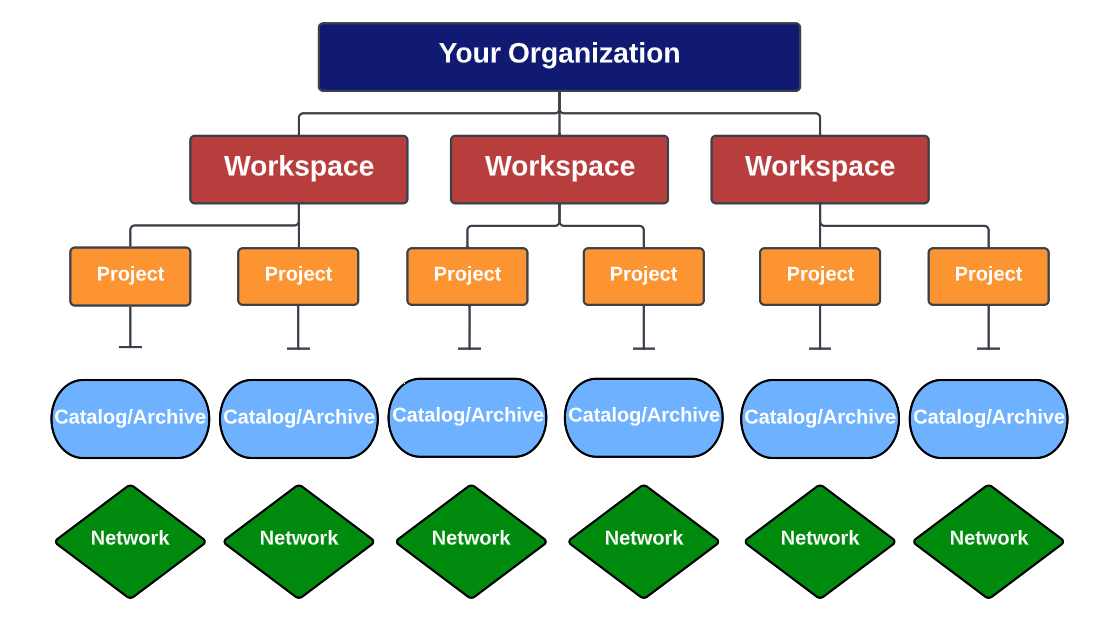 Your Organization
Workspace Workspace Workspace
Project Project Project Project Project Project
Catalog/Archive Catalog/Archive Catalog/Archive Catalog/Archive Catalog/Archive Catalog/Archive
Network Network Network Network Network Network